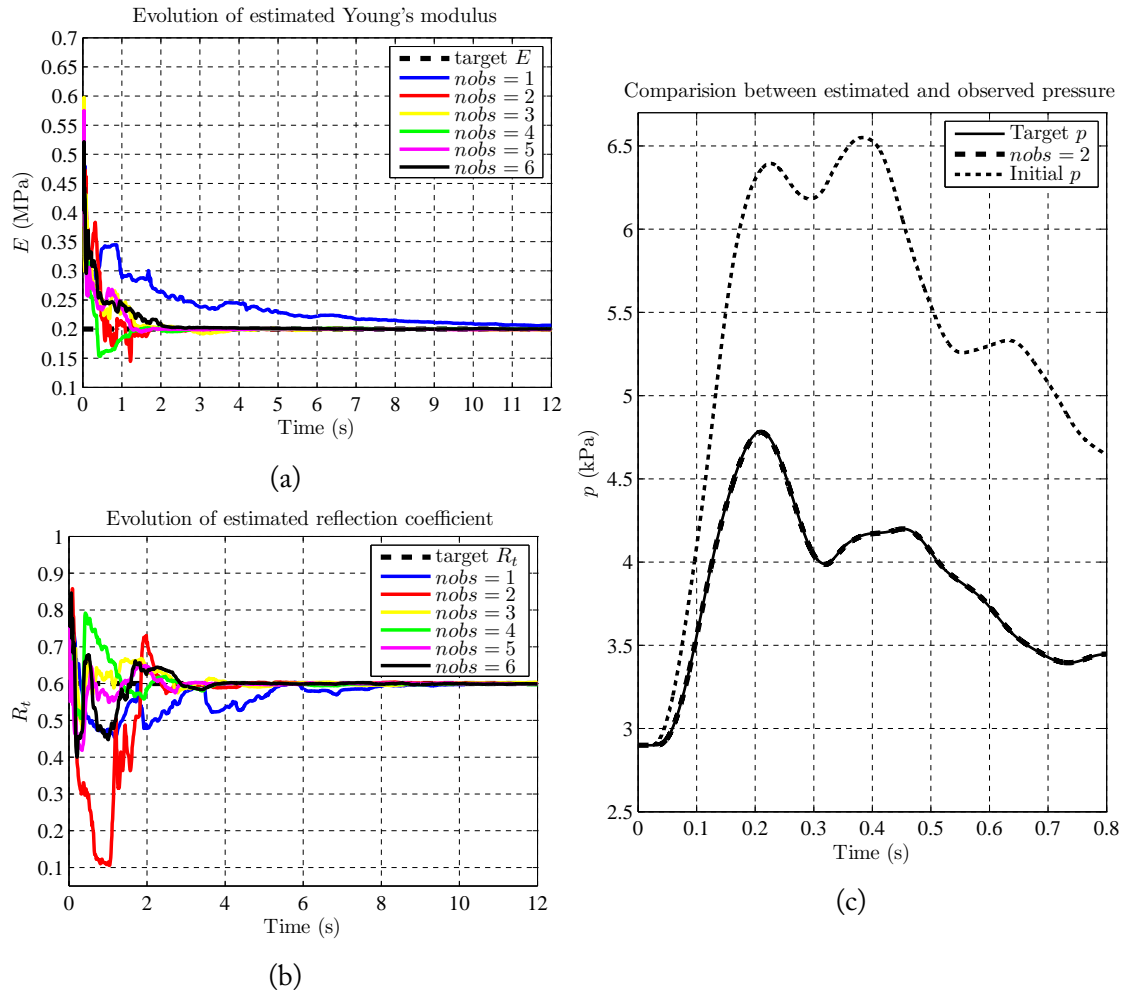 Evolution of estimated Young's modulus
0.7
0.65
0.6
0.55
0.5
0.45
0.4
0.35
0.3
0.25
0.2
0.15
0.1
E (MPa)
target E
nobs = 1
nobs = 2
nobs = 3
nobs = 4
nobs = 5
nobs = 6
0 1 2 3 4 5 6 7 8 9 10 11 12
Time (s)
(a)
Evolution of estimated reflection coefficient
1
0.9
0.8
0.7
0.6
0.5
0.4
0.3
0.2
0.1
R_t
target R_t
nobs = 1
nobs = 2
nobs = 3
nobs = 4
nobs = 5
nobs = 6
0 2 4 6 8 10 12
Time (s)
(b)
Comparision between estimated and observed pressure
6.5
6
5.5
5
4.5
4
3.5
3
2.5
p (kPa)
Target p
nobs = 2
Initial p
0 0.1 0.2 0.3 0.4 0.5 0.6 0.7 0.8
Time (s)
(c)